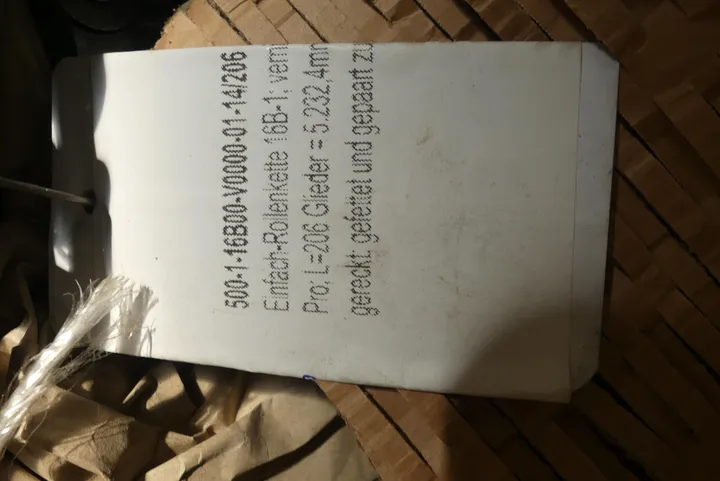 500-1-16B00-V0000-01-14/206
Einfach-Rollenkette 16B-1; verni
Pro; L=206 Glieder = 5.232,4mm
gereckt; gefettet und gepaart zu